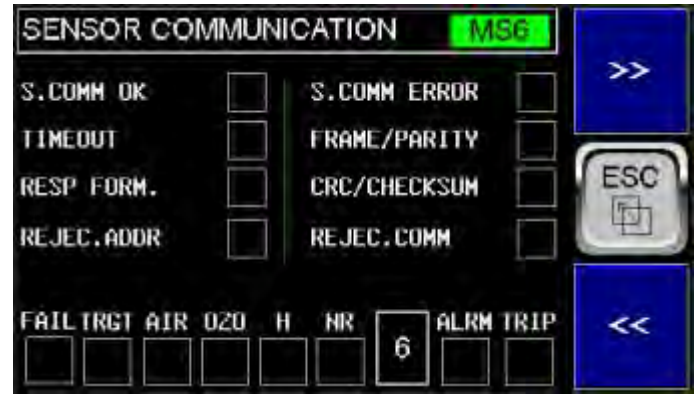 SENSOR COMMUNICATION MS6
>>
S.COMM OK S.COMM ERROR
TIMEOUT FRAME/PARITY
RESP FORM. CRC/CHECKSUM
ESC
REJEC.ADDR REJEC.COMM
FAIL TRGT AIR OZO H NR ALRM TRIP
6
<<